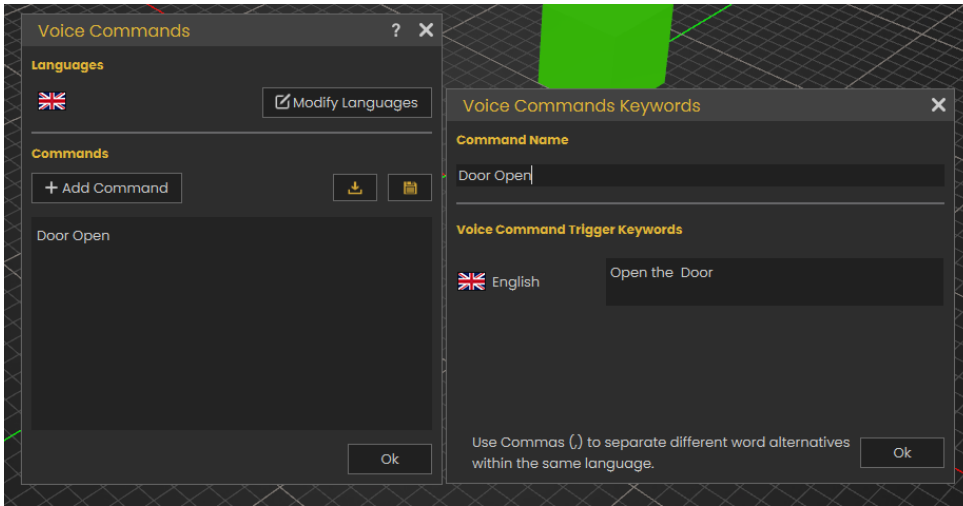 Voice Commands ?
Languages
Modify Languages
Commands
+ Add Command
Door Open
Ok
Voice Commands Keywords
Command Name
Door Open
Voice Command Trigger Keywords
English
Open the  Door
Use Commas (,) to separate different word alternatives
within the same language.
Ok